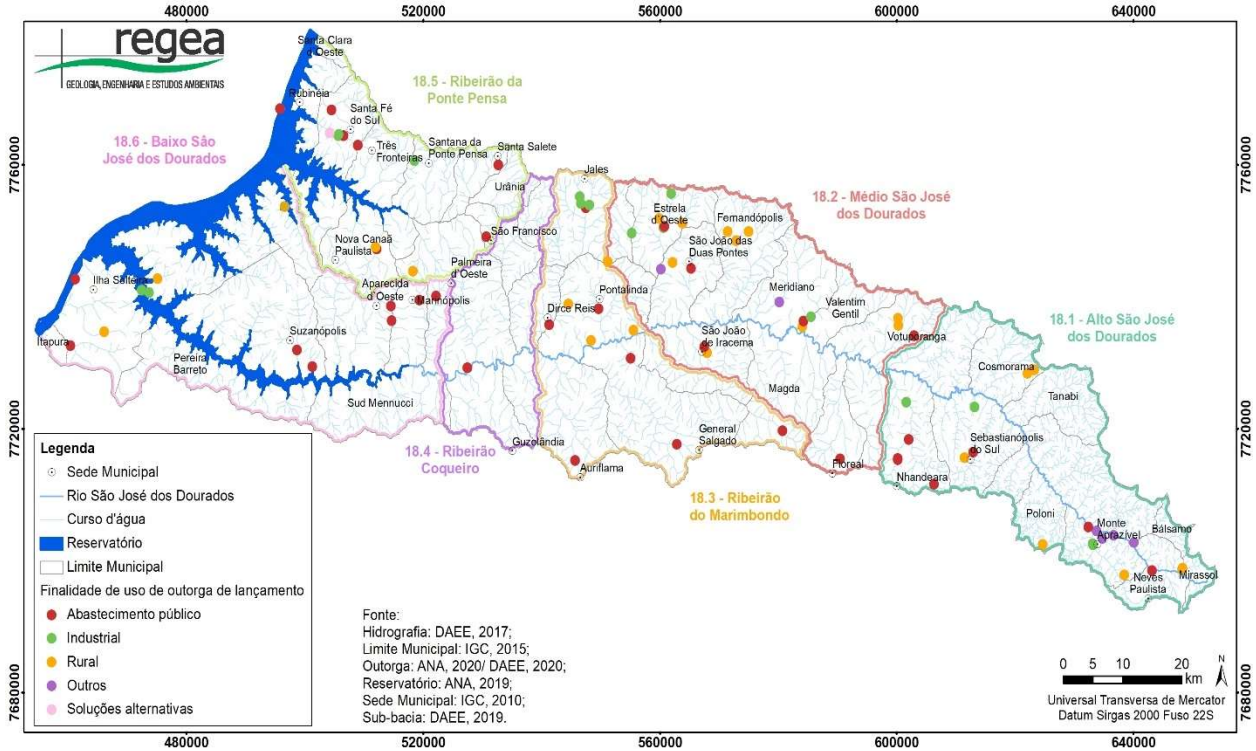 480000
520000
560000
600000
640000
regea
GEOLOGIA, ENGENHARIA E ESTUDOS AMBIENTAIS
Santa Clara
d'Oeste
18.5 - Ribeirão da
Ponte Pensa
Rubinéia
Santa Fé
do Sul
18.6 - Baixo São
José dos Dourados
Três
Fronteiras
Santana da
Ponte Pensa
Santa Salete
7760000
7760000
Jales
Urânia
18.2 - Médio São José
dos Dourados
Estrela
d'Oeste
Fernandópolis
São Francisco
Nova Canaã
Paulista
São João das
Duas Pontes
Palmeira
d'Oeste
Ilha Solteira
Aparecida
d'Oeste
Marinópolis
Pontalinda
Meridiano
Dirce Reis
Valentim
Gentil
18.1 - Alto São José
dos Dourados
Suzanópolis
São João
de Iracema
Votuporanga
Itapura
Pereira
Barreto
Cosmorama
Magda
Tanabi
Sud Mennucci
7720000
7720000
General
Salgado
Sebastianópolis
do Sul
Guzolândia
18.4 - Ribeirão
Coqueiro
Auriflama
Floreal
Nhandeara
18.3 - Ribeirão
do Marimbondo
Poloni
Monte
Aprazível
Bálsamo
Neves
Paulista
Mirassol
Legenda
Sede Municipal
Rio São José dos Dourados
Curso d'água
Reservatório
Limite Municipal
Finalidade de uso de outorga de lançamento
Abastecimento público
Industrial
Rural
Outros
Soluções alternativas
Fonte:
Hidrografia: DAEE, 2017;
Limite Municipal: IGC, 2015;
Outorga: ANA, 2020/ DAEE, 2020;
Reservatório: ANA, 2019;
Sede Municipal: IGC, 2010;
Sub-bacia: DAEE, 2019.
0 5 10 20
km
N
Universal Transversa de Mercator
Datum Sirgas 2000 Fuso 22S
7680000
7680000
480000
520000
560000
600000
640000